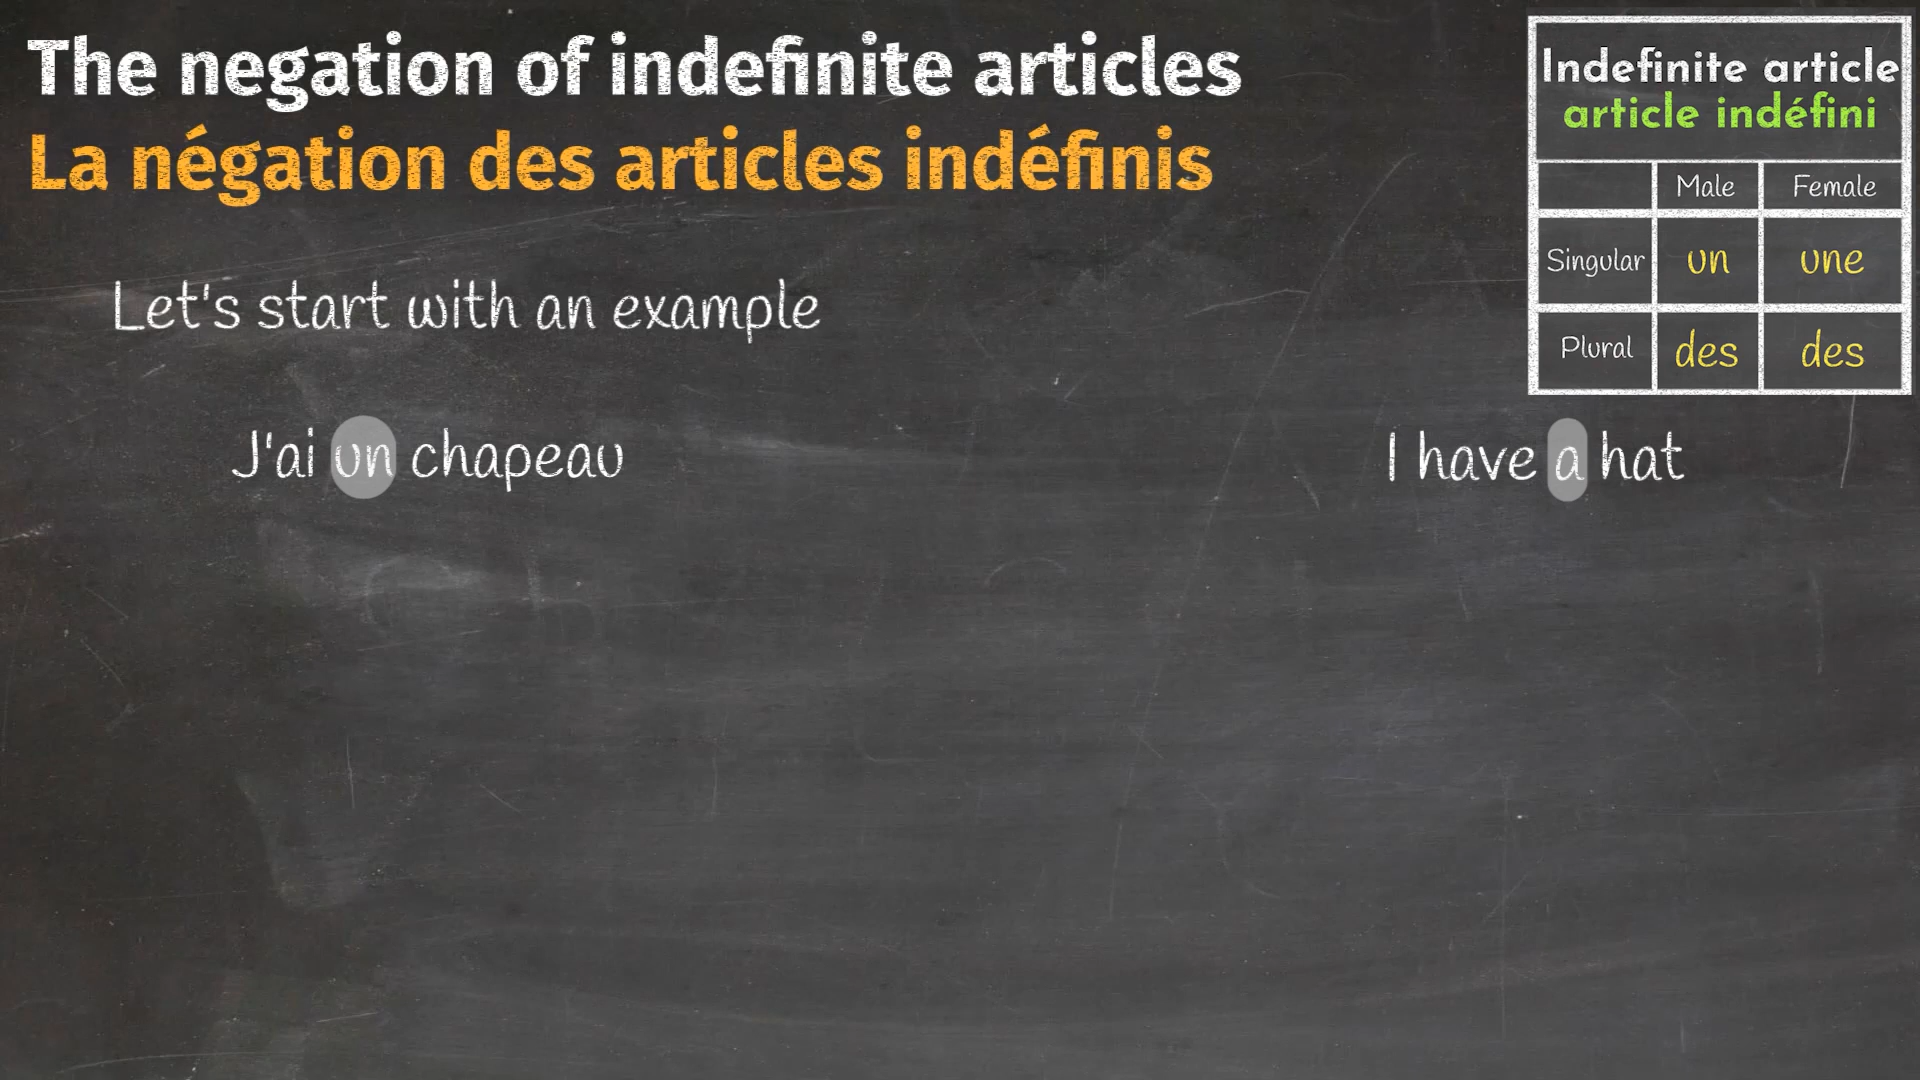 The negation of indefinite articles
La négation des articles indéfinis
Let's start with an example
J'ai un chapeau
I have a hat
Indefinite article
article indéfini
Male Female
Singular un une
Plural des des